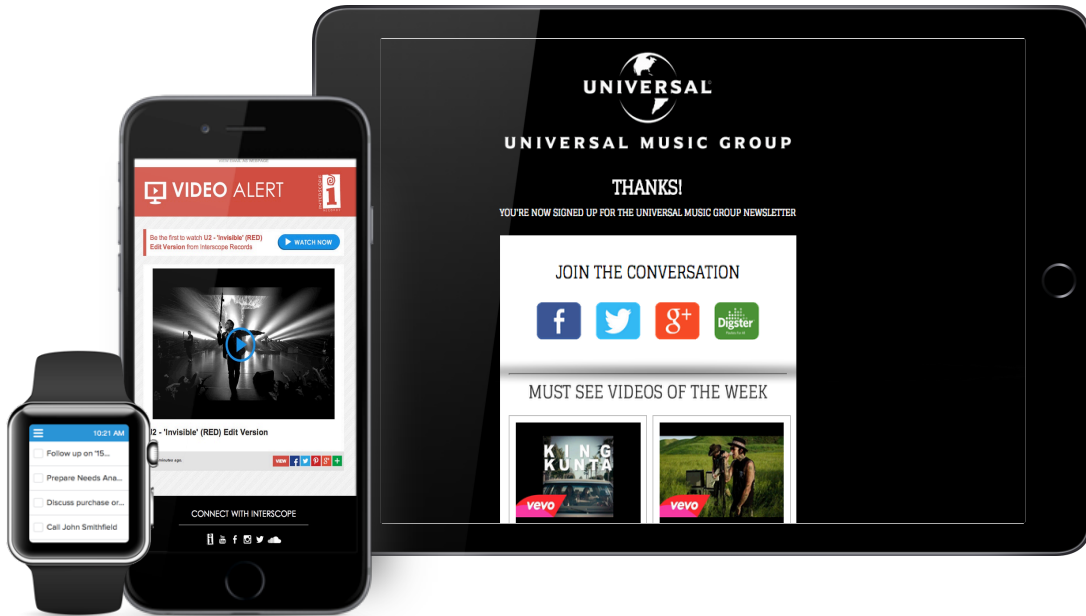 UNIVERSAL
UNIVERSAL MUSIC GROUP
THANKS!
YOU'RE NOW SIGNED UP FOR THE UNIVERSAL MUSIC GROUP NEWSLETTER
JOIN THE CONVERSATION
f
g+
Digster
MUST SEE VIDEOS OF THE WEEK
KING
KUNTA
vevo
vevo
VIDEO ALERT
INTERSCOPE
Be the first to watch U2 - 'Invisible' (RED)
Edit Version from Interscope Records
WATCH NOW
U2 - 'Invisible' (RED) Edit Version
minutes ago.
VIEW
CONNECT WITH INTERSCOPE
10:21 AM
Follow up on '15...
Prepare Needs Ana...
Discuss purchase or...
Call John Smithfield